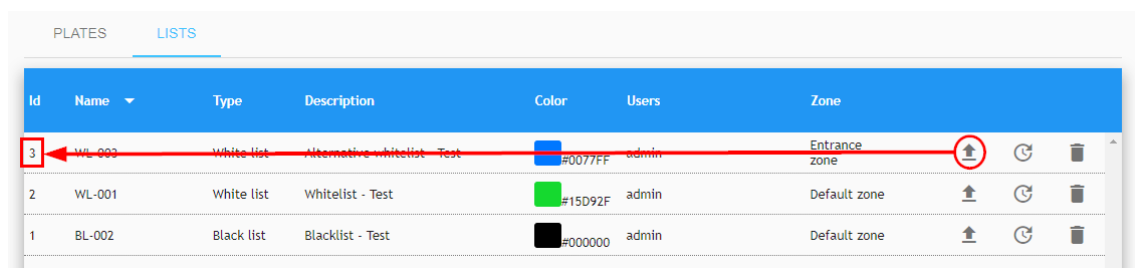 PLATES LISTS
Id Name Type Description Color Users Zone
3 WL-003 White list Alternative whitelist - Test #0077FF admin Entrance zone
2 WL-001 White list Whitelist - Test #15D92F admin Default zone
1 BL-002 Black list Blacklist - Test #000000 admin Default zone